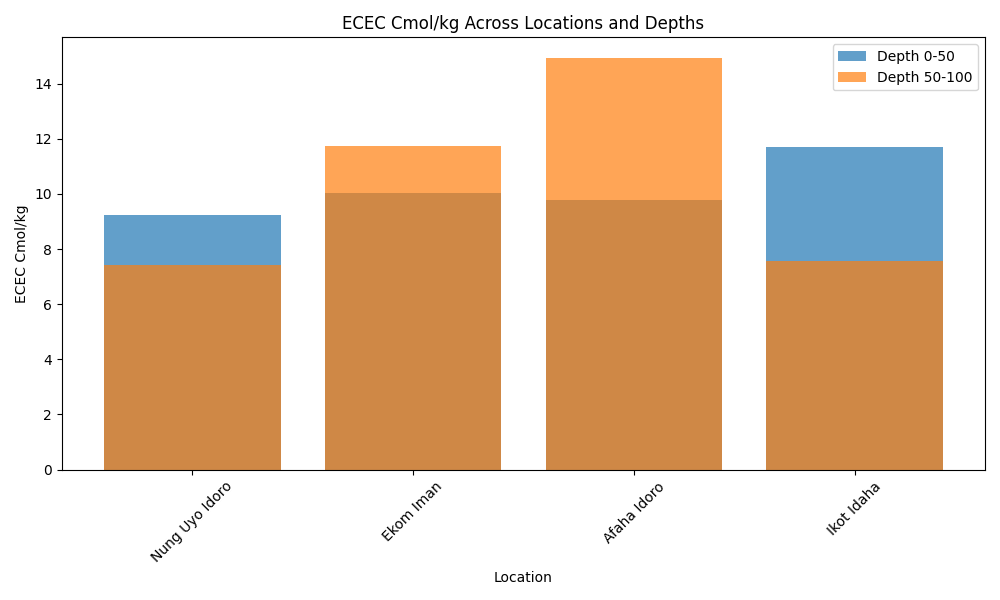 ECEC Cmol/kg Across Locations and Depths
Depth 0-50
Depth 50-100
ECEC Cmol/kg
14
12
10
8
6
4
2
0
Nung Uyo Idoro
Ekom Iman
Afaha Idoro
Ikot Idaha
Location